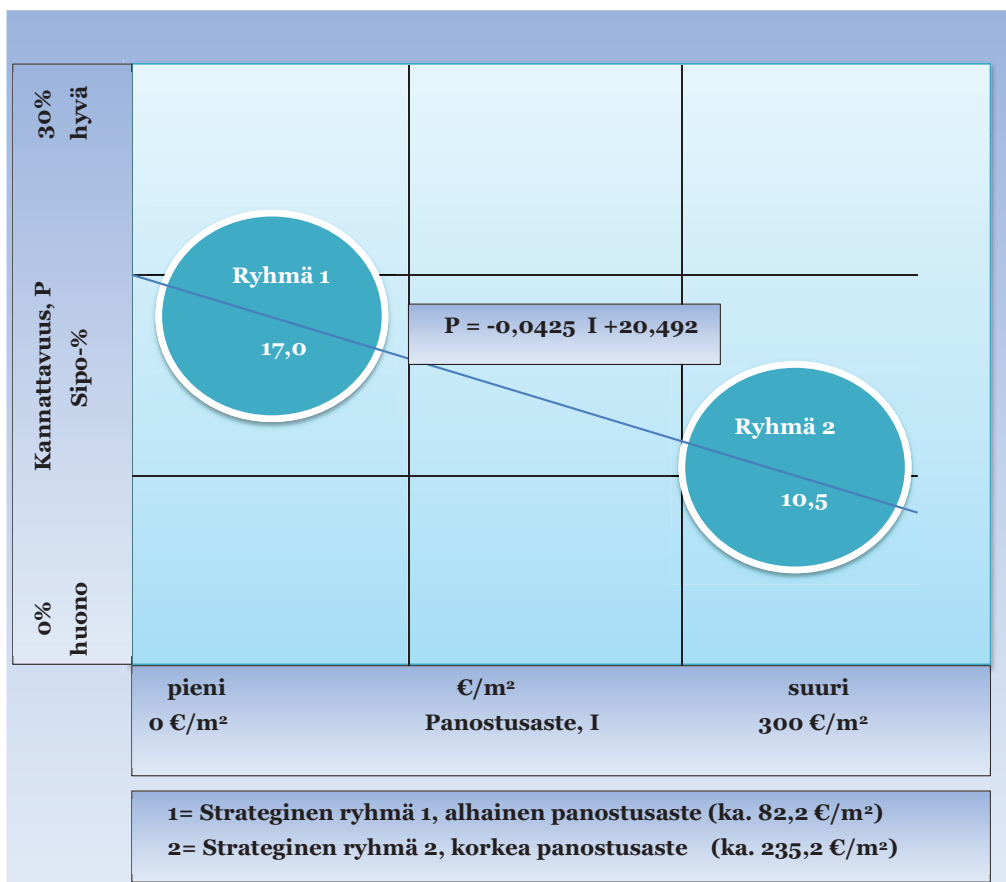 30%
hyvä
Kannattavuus, P
Sipo-%
0%
huono
Ryhmä 1
17,0
P = -0,0425 I +20,492
Ryhmä 2
10,5
pieni €/m² suuri
0 €/m² Panostusaste, I 300 €/m²
1= Strateginen ryhmä 1, alhainen panostusaste (ka. 82,2 €/m²)
2= Strateginen ryhmä 2, korkea panostusaste (ka. 235,2 €/m²)